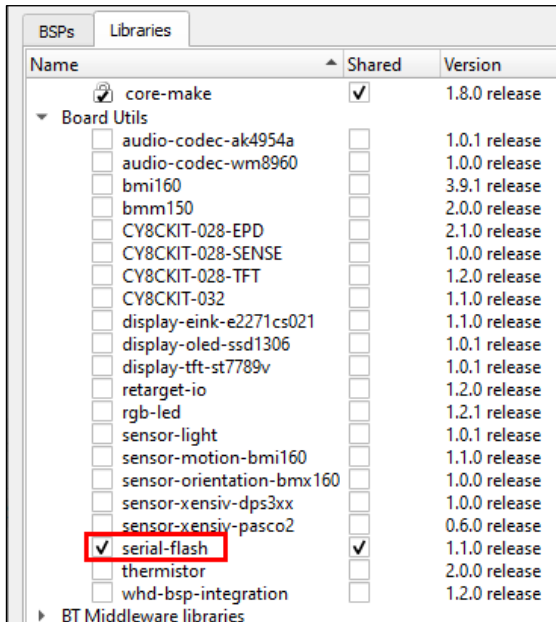 BSPs Libraries
Name Shared Version
core-make 1.8.0 release
Board Utils
audio-codec-ak4954a 1.0.1 release
audio-codec-wm8960 1.0.0 release
bmi160 3.9.1 release
bmm150 2.0.0 release
CY8CKIT-028-EPD 2.1.0 release
CY8CKIT-028-SENSE 1.0.0 release
CY8CKIT-028-TFT 1.2.0 release
CY8CKIT-032 1.1.0 release
display-eink-e2271cs021 1.1.0 release
display-oled-ssd1306 1.0.1 release
display-tft-st7789v 1.0.1 release
retarget-io 1.2.0 release
rgb-led 1.2.1 release
sensor-light 1.0.1 release
sensor-motion-bmi160 1.1.0 release
sensor-orientation-bmx160 1.0.0 release
sensor-xensiv-dps3xx 1.0.0 release
sensor-xensiv-pasco2 0.6.0 release
serial-flash 1.1.0 release
thermistor 2.0.0 release
whd-bsp-integration 1.2.0 release
BT Middleware libraries